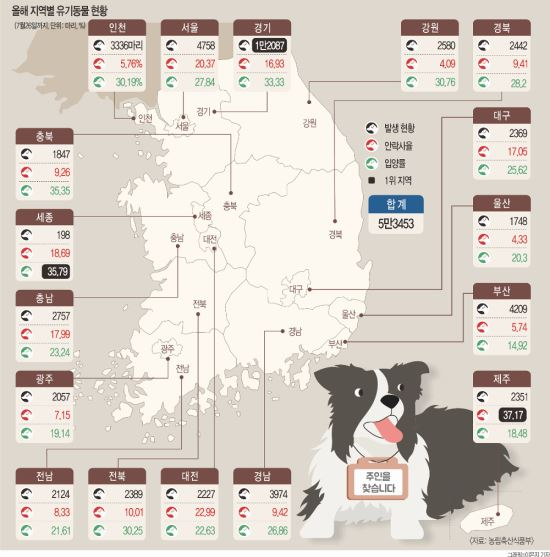 올해 지역별 유기동물 현황
(7월26일까지, 단위: 마리, %)
인천
3336마리
5,76%
30,19%
서울
4758
20,37
27,84
경기
1만2087
16,93
33,33
강원
2580
4,09
30,76
경북
2442
9,41
28,2
충북
1847
9,26
35,35
세종
198
18,69
35,79
충남
2757
17,99
23,24
광주
2057
7,15
19,14
전남
2124
8,33
21,61
전북
2389
10,01
30,25
대전
2227
22,99
22,63
경남
3974
9,42
26,86
대구
2369
17,05
25,62
울산
1748
4,33
20,3
부산
4209
5,74
14,92
제주
2351
37,17
18,48
발생 현황
안락사율
입양률
1위 지역
합계
5만3453
인천
서울
경기
강원
충북
세종
대전
충남
경북
대구
울산
부산
경남
전북
광주
전남
제주
주인을
찾습니다
(자료: 농림축산식품부)